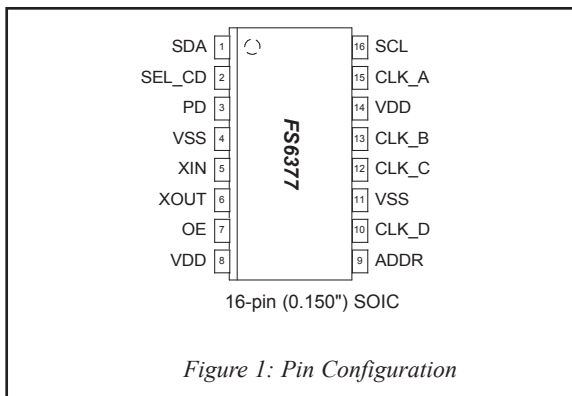 SDA 1 16 SCL
SEL_CD 2 15 CLK_A
PD 3 14 VDD
VSS 4 13 CLK_B
XIN 5 12 CLK_C
XOUT 6 11 VSS
OE 7 10 CLK_D
VDD 8 9 ADDR
FS6377
16-pin (0.150") SOIC
Figure 1: Pin Configuration